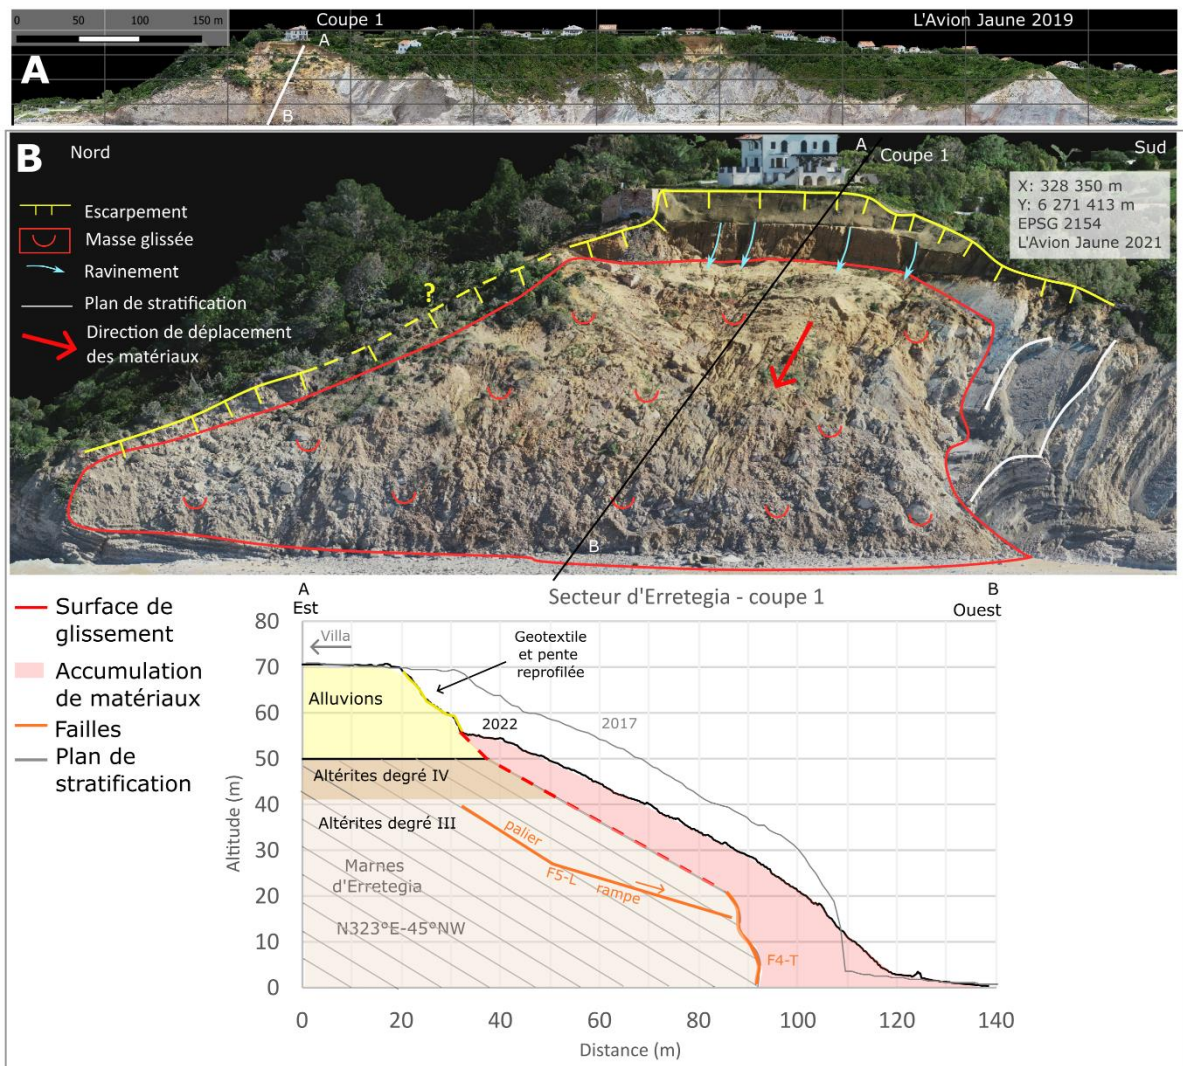 0 50 100 150 m
Coupe 1
L'Avion Jaune 2019
A
A
B
B
Nord
A
Coupe 1
Sud
X: 328 350 m
Y: 6 271 413 m
EPSG 2154
L'Avion Jaune 2021
Escarpement
Masse glissée
Ravinement
Plan de stratification
Direction de déplacement
des matériaux
?
B
A
Est
Secteur d'Erretegia - coupe 1
B
Ouest
Surface de
glissement
Accumulation
de matériaux
Failles
Plan de
stratification
Altitude (m)
80
70
60
50
40
30
20
10
0
Villa
Geotextile
et pente
reprofilée
Alluvions
2022
2017
Altérites degré IV
Altérites degré III
palier
F5-L
rampe
Marnes
d'Erretegia
N323°E-45°NW
F4-T
0 20 40 60 80 100 120 140
Distance (m)